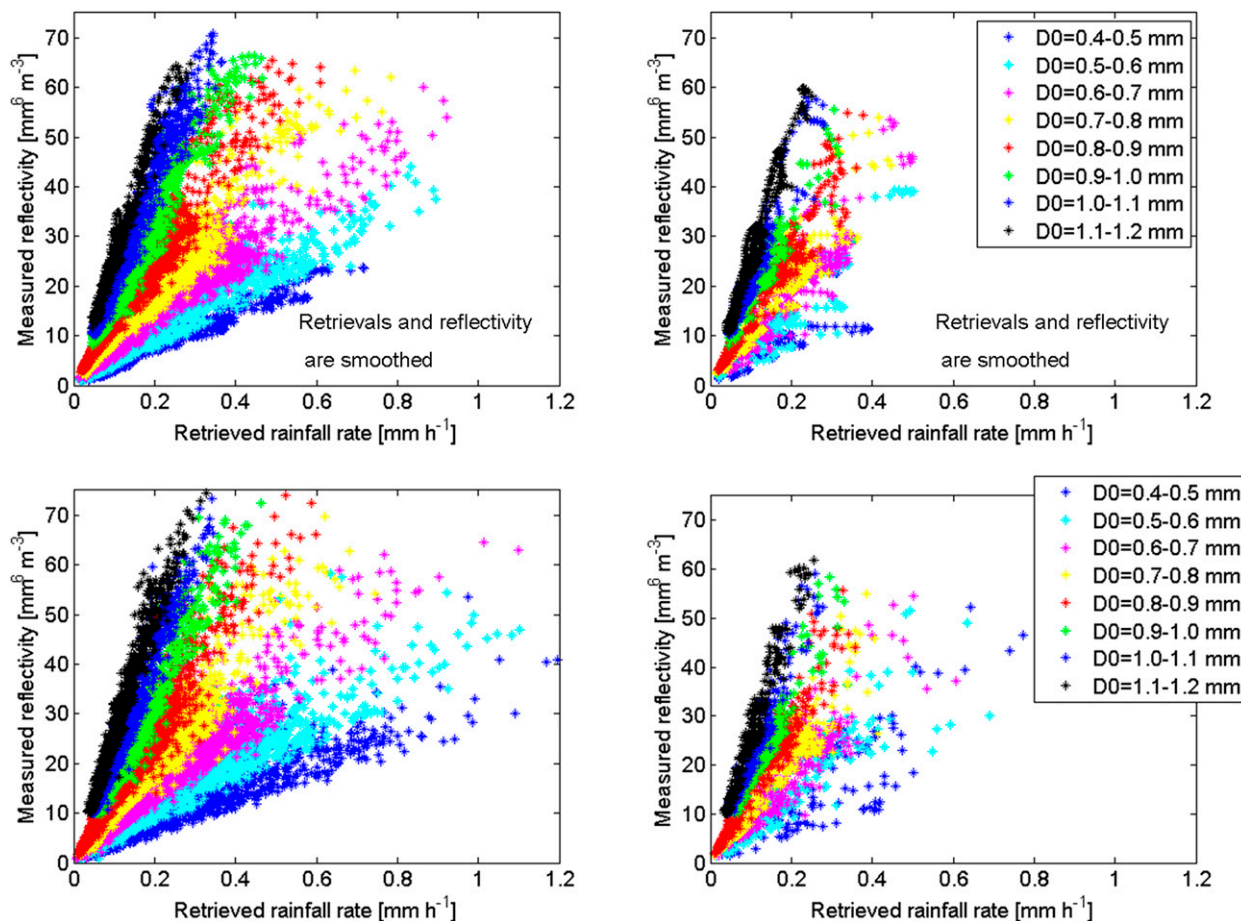 70
60
50
40
30
20
10
0
Measured reflectivity [mm⁶ m⁻³]
Retrievals and reflectivity
are smoothed
0 0.2 0.4 0.6 0.8 1 1.2
Retrieved rainfall rate [mm h⁻¹]
70
60
50
40
30
20
10
0
Measured reflectivity [mm⁶ m⁻³]
D0=0.4-0.5 mm
D0=0.5-0.6 mm
D0=0.6-0.7 mm
D0=0.7-0.8 mm
D0=0.8-0.9 mm
D0=0.9-1.0 mm
D0=1.0-1.1 mm
D0=1.1-1.2 mm
Retrievals and reflectivity
are smoothed
0 0.2 0.4 0.6 0.8 1 1.2
Retrieved rainfall rate [mm h⁻¹]
70
60
50
40
30
20
10
0
Measured reflectivity [mm⁶ m⁻³]
0 0.2 0.4 0.6 0.8 1 1.2
Retrieved rainfall rate [mm h⁻¹]
70
60
50
40
30
20
10
0
Measured reflectivity [mm⁶ m⁻³]
D0=0.4-0.5 mm
D0=0.5-0.6 mm
D0=0.6-0.7 mm
D0=0.7-0.8 mm
D0=0.8-0.9 mm
D0=0.9-1.0 mm
D0=1.0-1.1 mm
D0=1.1-1.2 mm
0 0.2 0.4 0.6 0.8 1 1.2
Retrieved rainfall rate [mm h⁻¹]